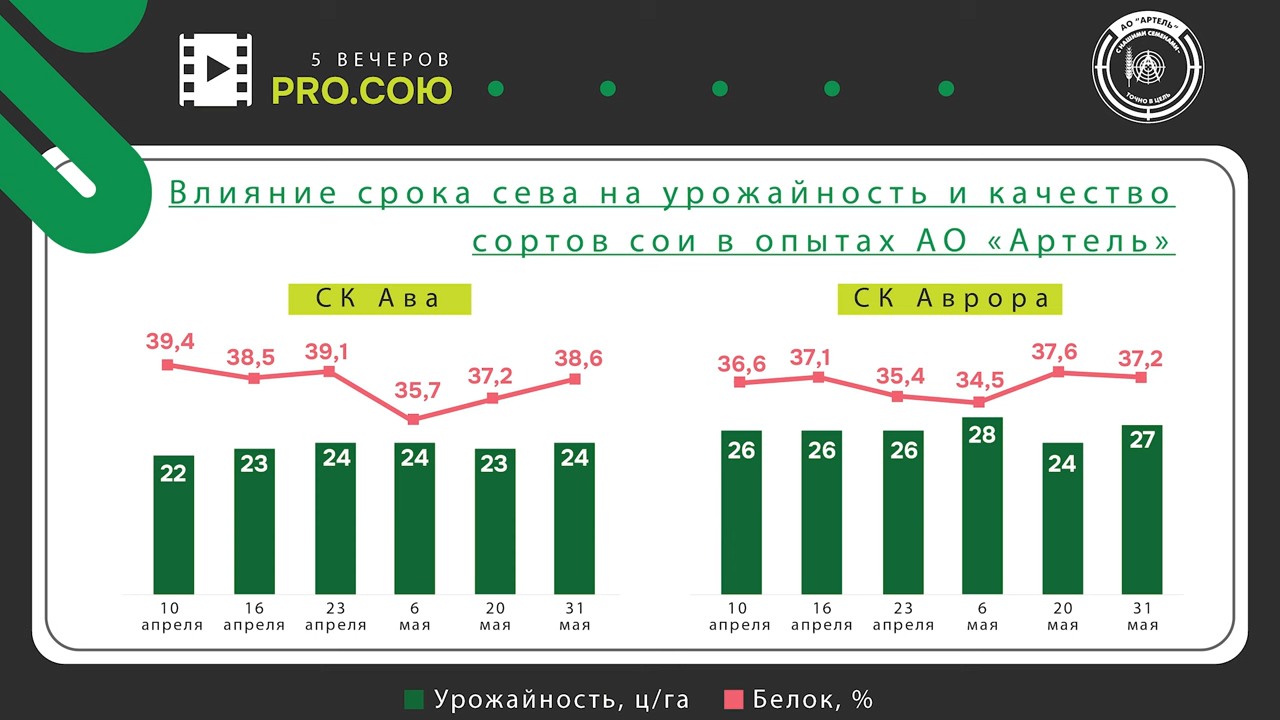 5 ВЕЧЕРОВ
PRO.СОЮ
АО "АРТЕЛЬ"
С НАШИМИ СЕМЕНАМИ-
ТОЧНО В ЦЕЛЬ
Влияние срока сева на урожайность и качество
сортов сои в опытах АО «Артель»
СК Ава
39,4 38,5 39,1 35,7 37,2 38,6
22 23 24 24 23 24
10 16 23 6 20 31
апреля апреля апреля мая мая мая
СК Аврора
36,6 37,1 35,4 34,5 37,6 37,2
26 26 26 28 24 27
10 16 23 6 20 31
апреля апреля апреля мая мая мая
Урожайность, ц/га Белок, %